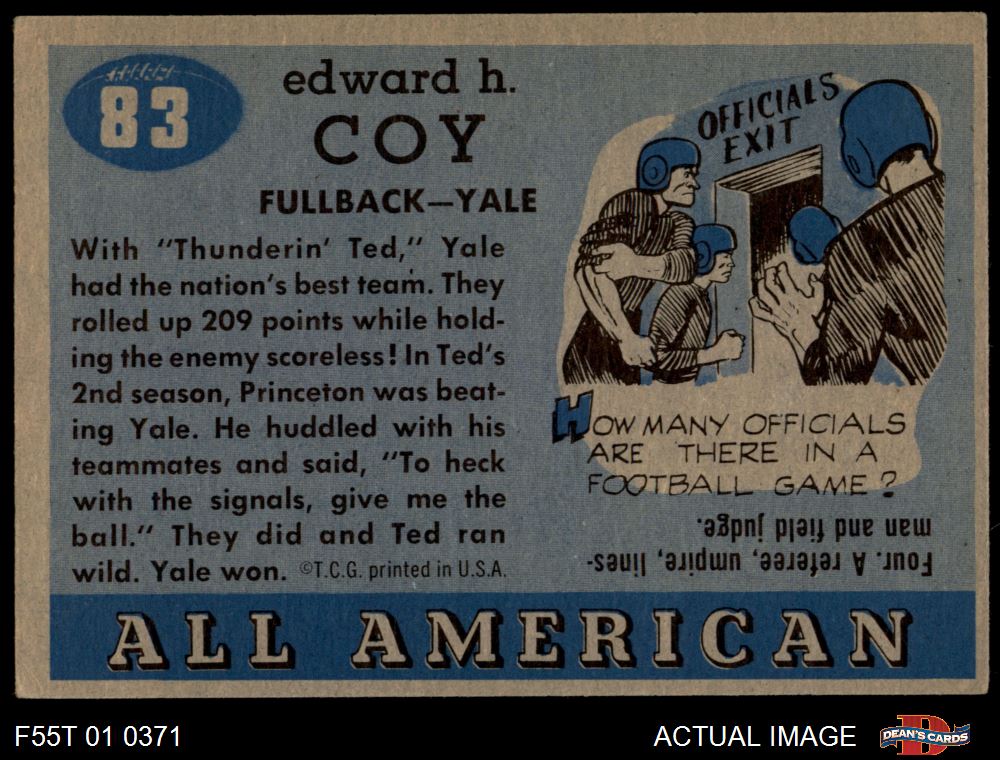 83
edward h.
COY
FULLBACK—YALE
With "Thunderin' Ted," Yale
had the nation's best team. They
rolled up 209 points while hold-
ing the enemy scoreless! In Ted's
2nd season, Princeton was beat-
ing Yale. He huddled with his
teammates and said, "To heck
with the signals, give me the
ball." They did and Ted ran
wild. Yale won. ©T.C.G. printed in U.S.A.
OFFICIALS
EXIT
HOW MANY OFFICIALS
ARE THERE IN A
FOOTBALL GAME?
Four. A referee, umpire, lines-
man and field judge.
ALL AMERICAN
F55T 01 0371
ACTUAL IMAGE
D
DEAN'S CARDS